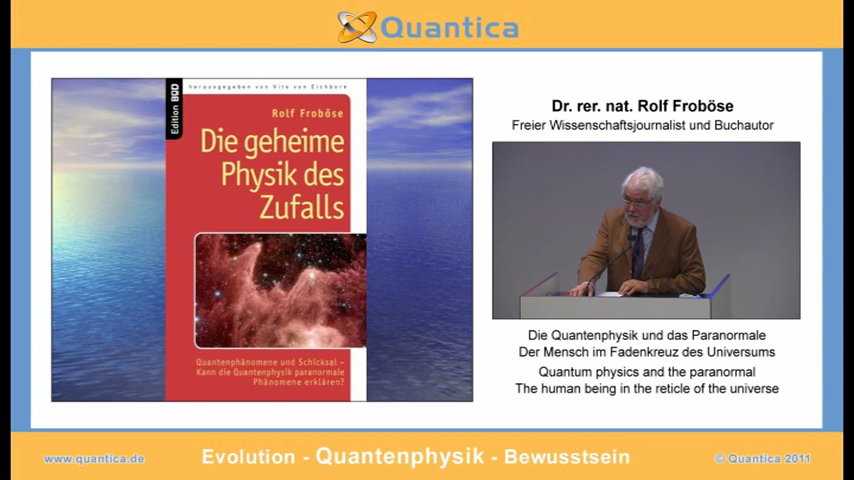 Quantica
herausgegeben von Vito von Eichborn
Edition BOD
Rolf Froböse
Die geheime
Physik des
Zufalls
Quantenphänomene und Schicksal –
Kann die Quantenphysik paranormale
Phänomene erklären?
Dr. rer. nat. Rolf Froböse
Freier Wissenschaftsjournalist und Buchautor
Die Quantenphysik und das Paranormale
Der Mensch im Fadenkreuz des Universums
Quantum physics and the paranormal
The human being in the reticle of the universe
www.quantica.de
Evolution - Quantenphysik - Bewusstsein
© Quantica 2011